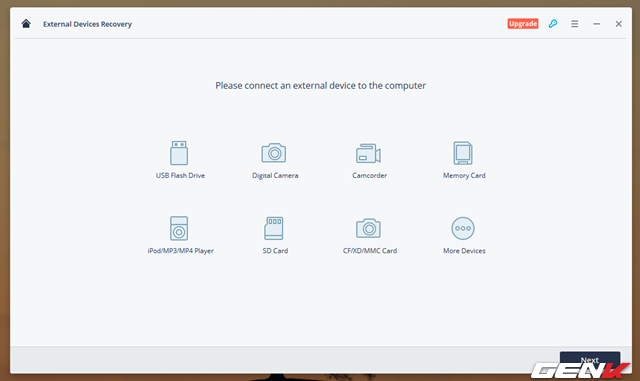 External Devices Recovery
Upgrade
Please connect an external device to the computer
USB Flash Drive
Digital Camera
Camcorder
Memory Card
iPod/MP3/MP4 Player
SD Card
CF/XD/MMC Card
More Devices
Next
GENK